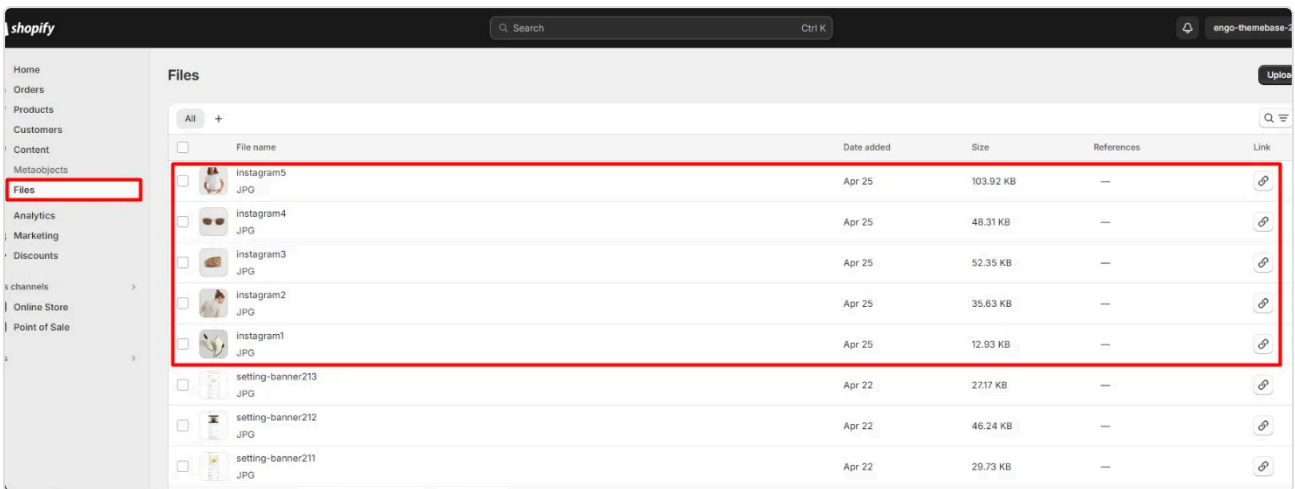 shopify
Search Ctrl K
engo-themebase-2
Home
Orders
Products
Customers
Content
Metaobjects
Files
Analytics
Marketing
Discounts
s channels
Online Store
Point of Sale
s
Files
Uploa
All +
File name Date added Size References Link
instagram5
JPG
Apr 25 103.92 KB —
instagram4
JPG
Apr 25 48.31 KB —
instagram3
JPG
Apr 25 52.35 KB —
instagram2
JPG
Apr 25 35.63 KB —
instagram1
JPG
Apr 25 12.93 KB —
setting-banner213
JPG
Apr 22 27.17 KB —
setting-banner212
JPG
Apr 22 46.24 KB —
setting-banner211
JPG
Apr 22 29.73 KB —